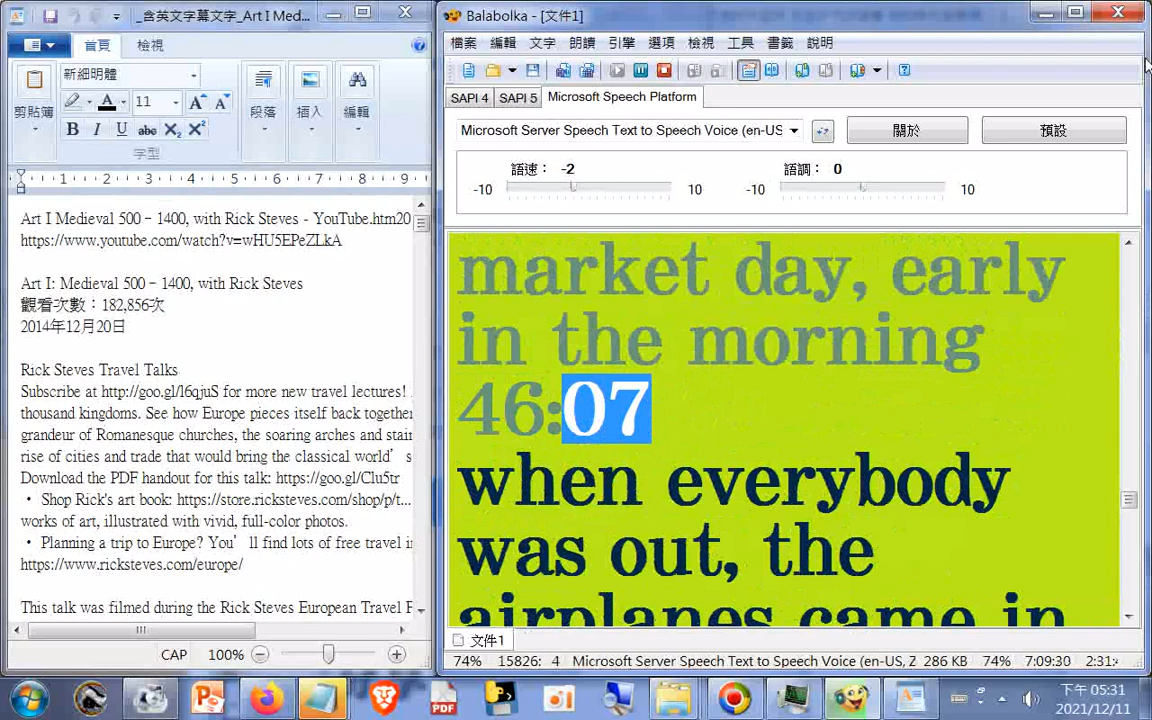 _含英文字幕文字_Art I Med...
首頁
檢視
剪貼簿
新細明體
11
段落
插入
編輯
字型
1 2 3 4 5 6 7 8 9
Art I Medieval 500 - 1400, with Rick Steves - YouTube.htm20
https://www.youtube.com/watch?v=wHU5EPeZLkA
Art I: Medieval 500 - 1400, with Rick Steves
觀看次數：182,856次
2014年12月20日
Rick Steves Travel Talks
Subscribe at http://goo.gl/l6qjuS for more new travel lectures!
thousand kingdoms. See how Europe pieces itself back together
grandeur of Romanesque churches, the soaring arches and stain
rise of cities and trade that would bring the classical world's
Download the PDF handout for this talk: https://goo.gl/Clu5tr
• Shop Rick's art book: https://store.ricksteves.com/shop/p/t...
works of art, illustrated with vivid, full-color photos.
• Planning a trip to Europe? You'll find lots of free travel i
https://www.ricksteves.com/europe/
This talk was filmed during the Rick Steves European Travel F
CAP 100%
Balabolka - [文件1]
檔案 編輯 文字 朗讀 引擎 選項 檢視 工具 書籤 說明
SAPI 4 SAPI 5 Microsoft Speech Platform
Microsoft Server Speech Text to Speech Voice (en-US
關於
預設
語速： -2
語調： 0
-10 10 -10 10
market day, early
in the morning
46:07
when everybody
was out, the
airplanes came in
文件1
74% 15826: 4 Microsoft Server Speech Text to Speech Voice (en-US, Z 286 KB 74% 7:09:30 2:31:
下午 05:31
2021/12/11